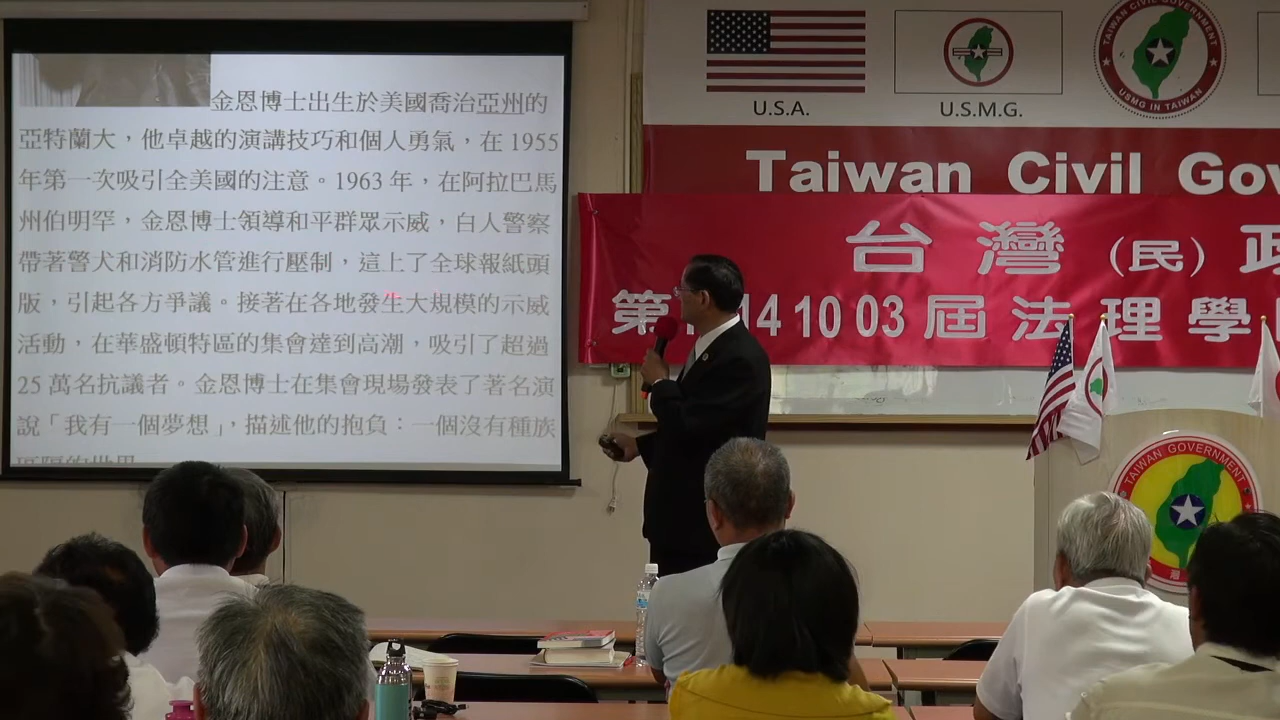 金恩博士出生於美國喬治亞州的
亞特蘭大，他卓越的演講技巧和個人勇氣，在 1955
年第一次吸引全美國的注意。1963 年，在阿拉巴馬
州伯明罕，金恩博士領導和平群眾示威，白人警察
帶著警犬和消防水管進行壓制，這上了全球報紙頭
版，引起各方爭議。接著在各地發生大規模的示威
活動，在華盛頓特區的集會達到高潮，吸引了超過
25 萬名抗議者。金恩博士在集會現場發表了著名演
說「我有一個夢想」，描述他的抱負：一個沒有種族
U.S.A.
U.S.M.G.
TAIWAN CIVIL GOVERNMENT
USMG IN TAIWAN
Taiwan Civil Gov
台灣（民）政
第 14 10 03 屆法理學
TAIWAN GOVERNMENT